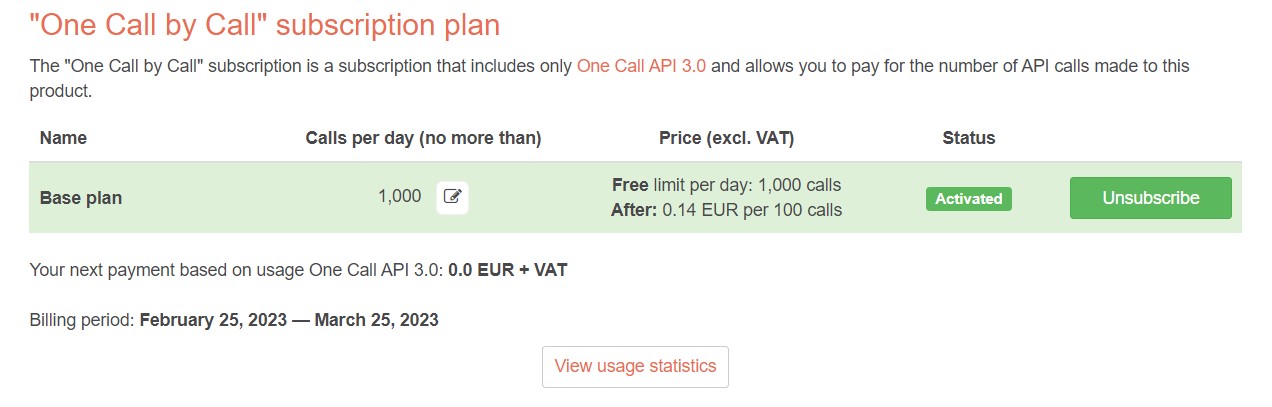 "One Call by Call" subscription plan
The "One Call by Call" subscription is a subscription that includes only One Call API 3.0 and allows you to pay for the number of API calls made to this
product.
Name Calls per day (no more than) Price (excl. VAT) Status
Base plan 1,000 Free limit per day: 1,000 calls Activated Unsubscribe
After: 0.14 EUR per 100 calls
Your next payment based on usage One Call API 3.0: 0.0 EUR + VAT
Billing period: February 25, 2023 — March 25, 2023
View usage statistics